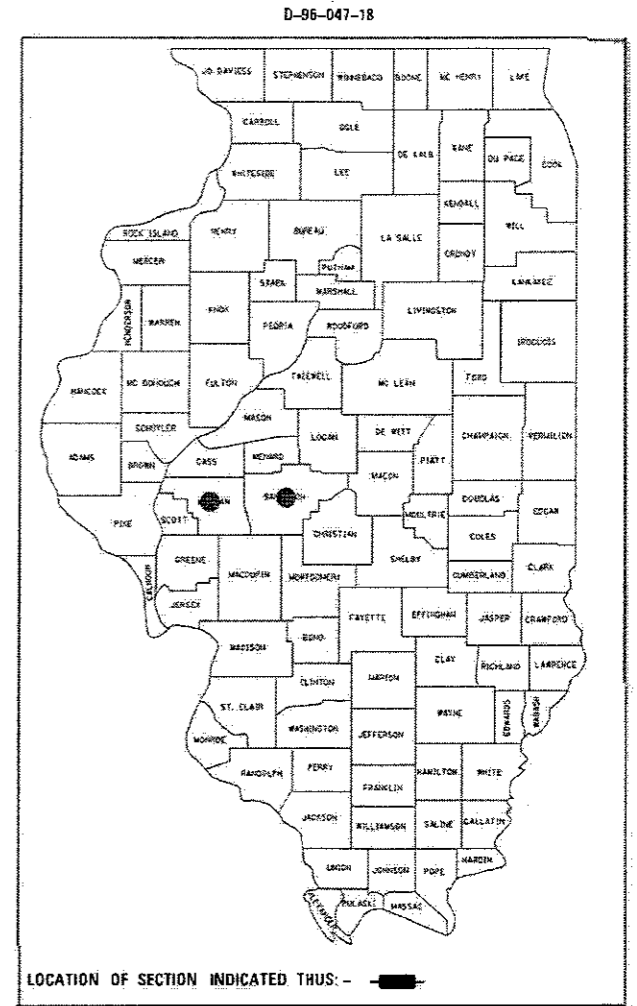 D-96-047-18
JO DAVIESS STEPHENSON WINNEBAGO BOONE MC HENRY LAKE
CARROLL OGLE
DE KALB KANE DU PAGE COOK
WHITESIDE LEE
KENDALL
ROCK ISLAND HENRY BUREAU LA SALLE WILL
MERCER PUTNAM GRUNDY
STARK MARSHALL KANKAKEE
HENDERSON WARREN KNOX PEORIA WOODFORD LIVINGSTON IROQUOIS
HANCOCK MC DONOUGH FULTON TAZEWELL MC LEAN FORD
MASON
SCHUYLER LOGAN DE WITT CHAMPAIGN VERMILION
ADAMS BROWN CASS MENARD MACON PIATT
DOUGLAS
PIKE SCOTT CHRISTIAN MOULTRIE EDGAR
COLES
GREENE MACOUPIN MONTGOMERY SHELBY CUMBERLAND CLARK
CALHOUN JERSEY
FAYETTE EFFINGHAM JASPER CRAWFORD
MADISON BOND
CLAY RICHLAND LAWRENCE
CLINTON MARION
ST. CLAIR WAYNE EDWARDS WABASH
WASHINGTON JEFFERSON
MONROE
RANDOLPH PERRY HAMILTON WHITE
FRANKLIN
JACKSON WILLIAMSON SALINE GALLATIN
UNION JOHNSON POPE HARDIN
ALEXANDER PULASKI MASSAC
LOCATION OF SECTION INDICATED THUS: -